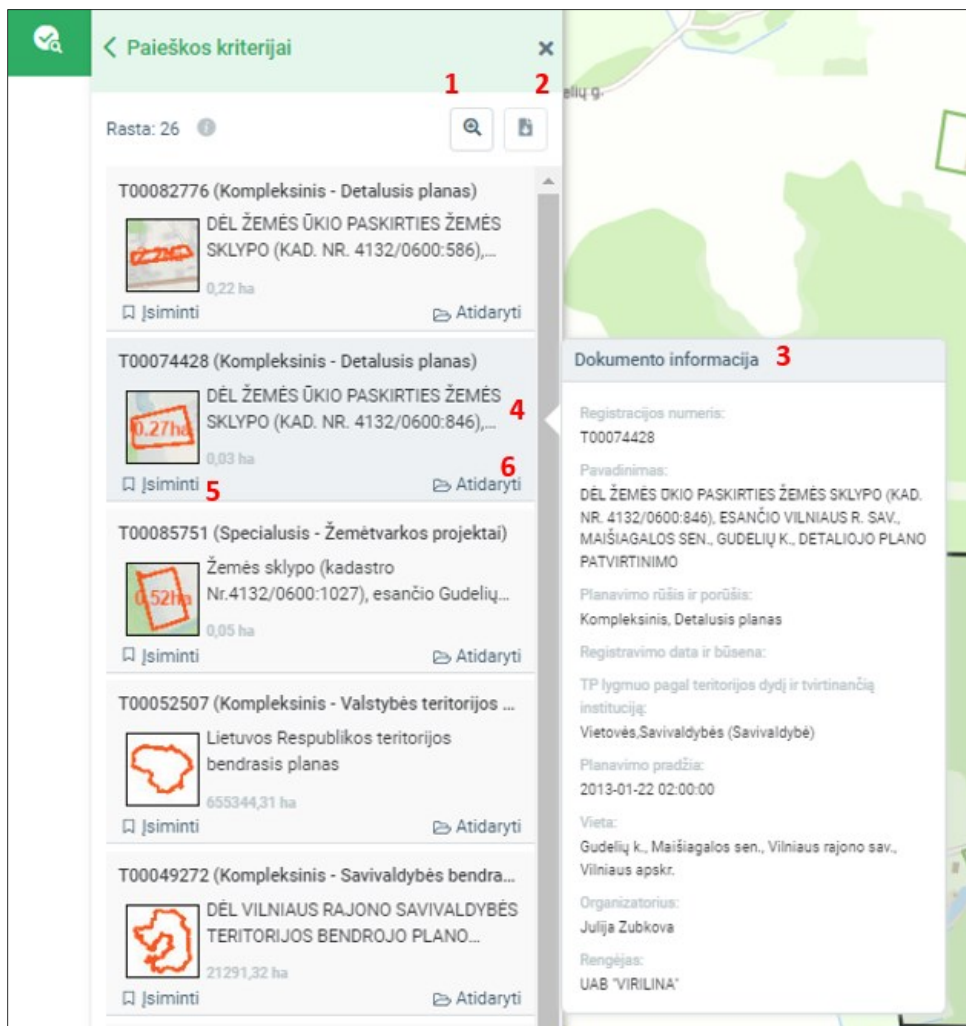 Paieškos kriterijai
1
2
elių g.
Rasta: 26
T00082776 (Kompleksinis - Detalusis planas)
DĖL ŽEMĖS ŪKIO PASKIRTIES ŽEMĖS
SKLYPO (KAD. NR. 4132/0600:586),...
0,22 ha
Įsiminti
Atidaryti
T00074428 (Kompleksinis - Detalusis planas)
DĖL ŽEMĖS ŪKIO PASKIRTIES ŽEMĖS
SKLYPO (KAD. NR. 4132/0600:846),...
4
0.27ha
0,03 ha
6
Įsiminti
5
Atidaryti
T00085751 (Specialusis - Žemėtvarkos projektai)
Žemės sklypo (kadastro
Nr.4132/0600:1027), esančio Gudelių...
0.52ha
0,05 ha
Įsiminti
Atidaryti
T00052507 (Kompleksinis - Valstybės teritorijos ...
Lietuvos Respublikos teritorijos
bendrasis planas
655344,31 ha
Įsiminti
Atidaryti
T00049272 (Kompleksinis - Savivaldybės bendra...
DĖL VILNIAUS RAJONO SAVIVALDYBĖS
TERITORIJOS BENDROJO PLANO...
21291,32 ha
Įsiminti
Atidaryti
Dokumento informacija
3
Registracijos numeris:
T00074428
Pavadinimas:
DĖL ŽEMĖS ŪKIO PASKIRTIES ŽEMĖS SKLYPO (KAD.
NR. 4132/0600:846), ESANČIO VILNIAUS R. SAV.,
MAIŠIAGALOS SEN., GUDELIŲ K., DETALIOJO PLANO
PATVIRTINIMO
Planavimo rūšis ir porūšis:
Kompleksinis, Detalusis planas
Registravimo data ir būsena:
TP lygmuo pagal teritorijos dydį ir tvirtinančią
instituciją:
Vietovės,Savivaldybės (Savivaldybė)
Planavimo pradžia:
2013-01-22 02:00:00
Vieta:
Gudelių k., Maišiagalos sen., Vilniaus rajono sav.,
Vilniaus apskr.
Organizatorius:
Julija Zubkova
Rengėjas:
UAB "VIRILINA"